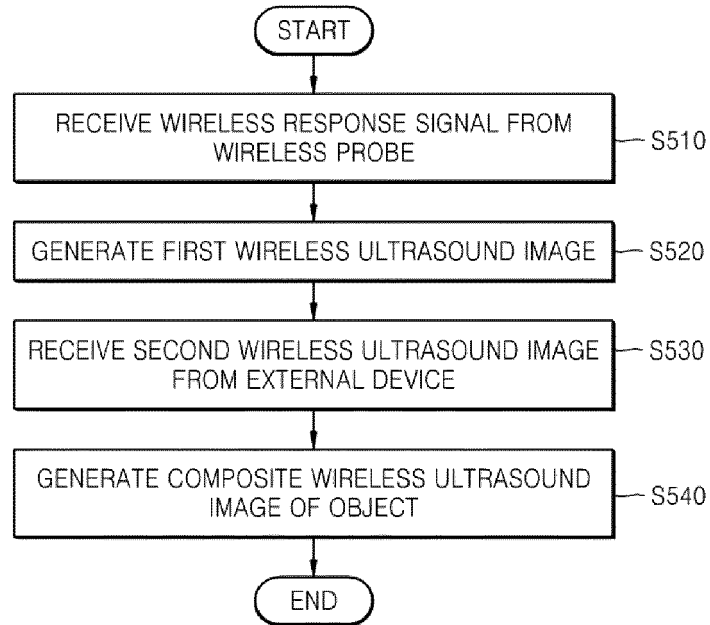 START
RECEIVE WIRELESS RESPONSE SIGNAL FROM
WIRELESS PROBE
S510
GENERATE FIRST WIRELESS ULTRASOUND IMAGE
S520
RECEIVE SECOND WIRELESS ULTRASOUND IMAGE
FROM EXTERNAL DEVICE
S530
GENERATE COMPOSITE WIRELESS ULTRASOUND
IMAGE OF OBJECT
S540
END